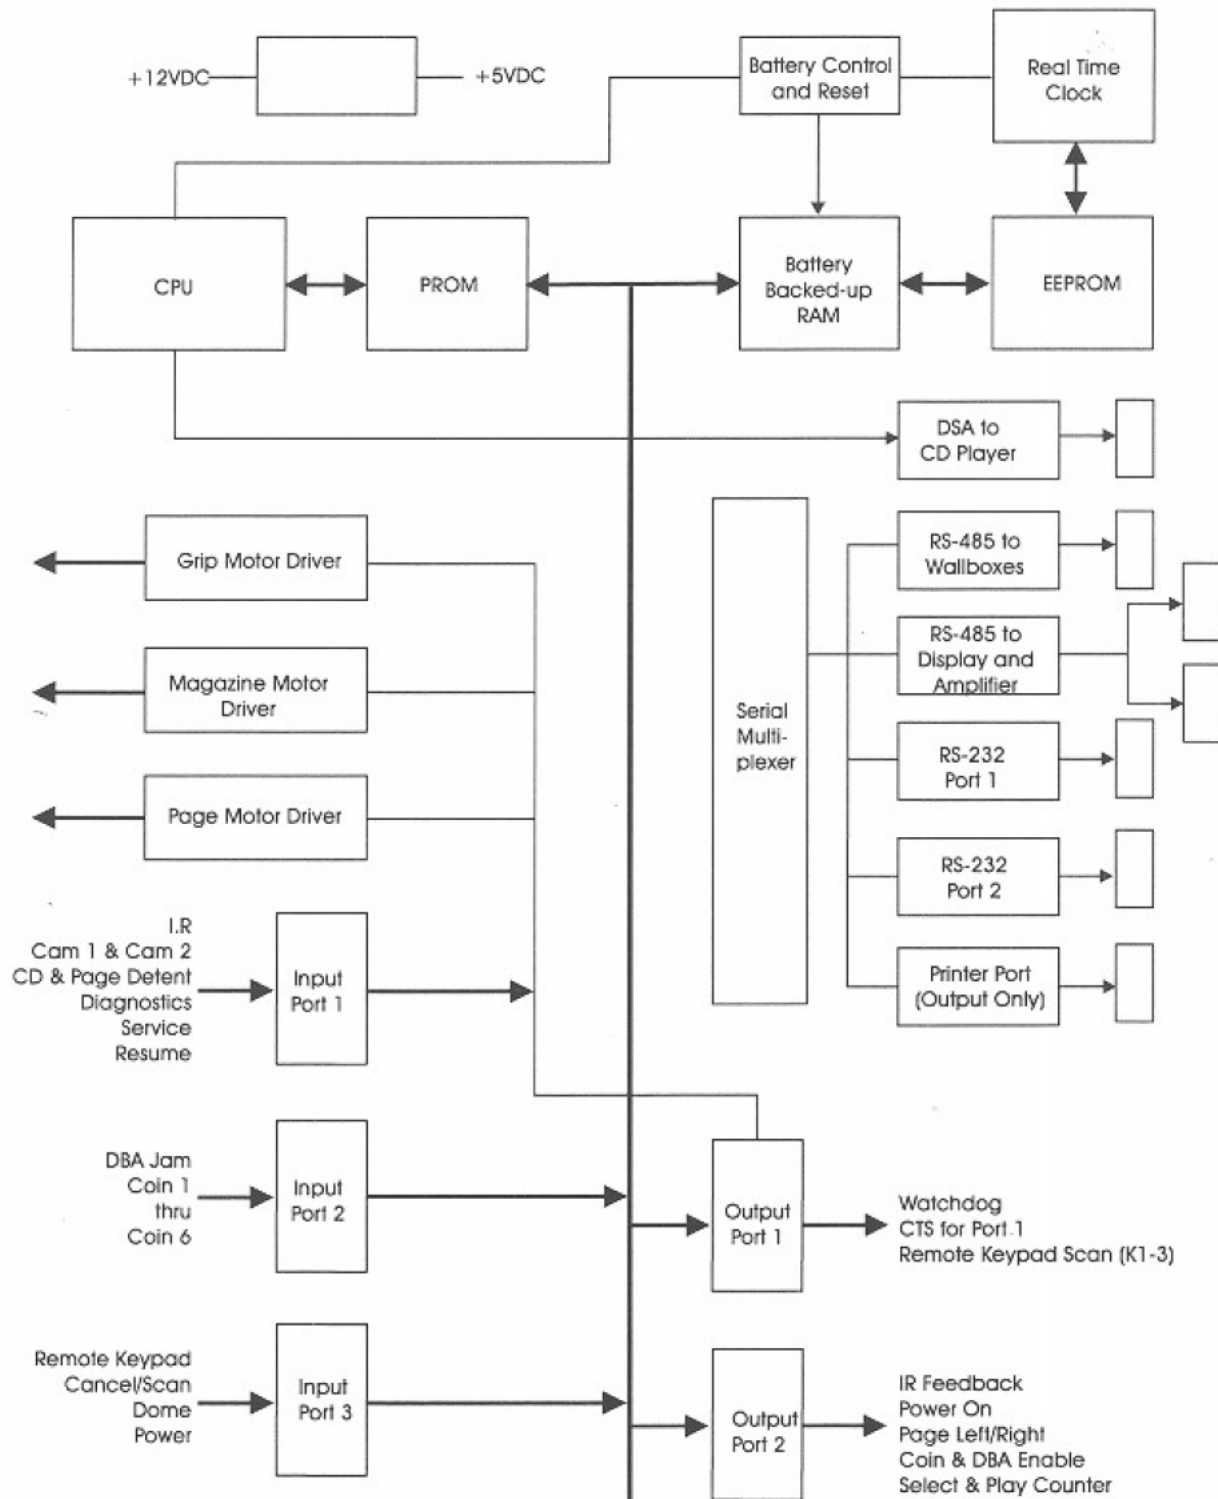 +12VDC
+5VDC
Battery Control
and Reset
Real Time
Clock
CPU
PROM
Battery
Backed-up
RAM
EEPROM
DSA to
CD Player
Grip Motor Driver
RS-485 to
Wallboxes
Magazine Motor
Driver
RS-485 to
Display and
Amplifier
Serial
Multi-
plexer
RS-232
Port 1
Page Motor Driver
RS-232
Port 2
I.R
Cam 1 & Cam 2
CD & Page Detent
Diagnostics
Service
Resume
Input
Port 1
Printer Port
(Output Only)
DBA Jam
Coin 1
thru
Coin 6
Input
Port 2
Output
Port 1
Watchdog
CTS for Port 1
Remote Keypad Scan (K1-3)
Remote Keypad
Cancel/Scan
Dome
Power
Input
Port 3
Output
Port 2
IR Feedback
Power On
Page Left/Right
Coin & DBA Enable
Select & Play Counter